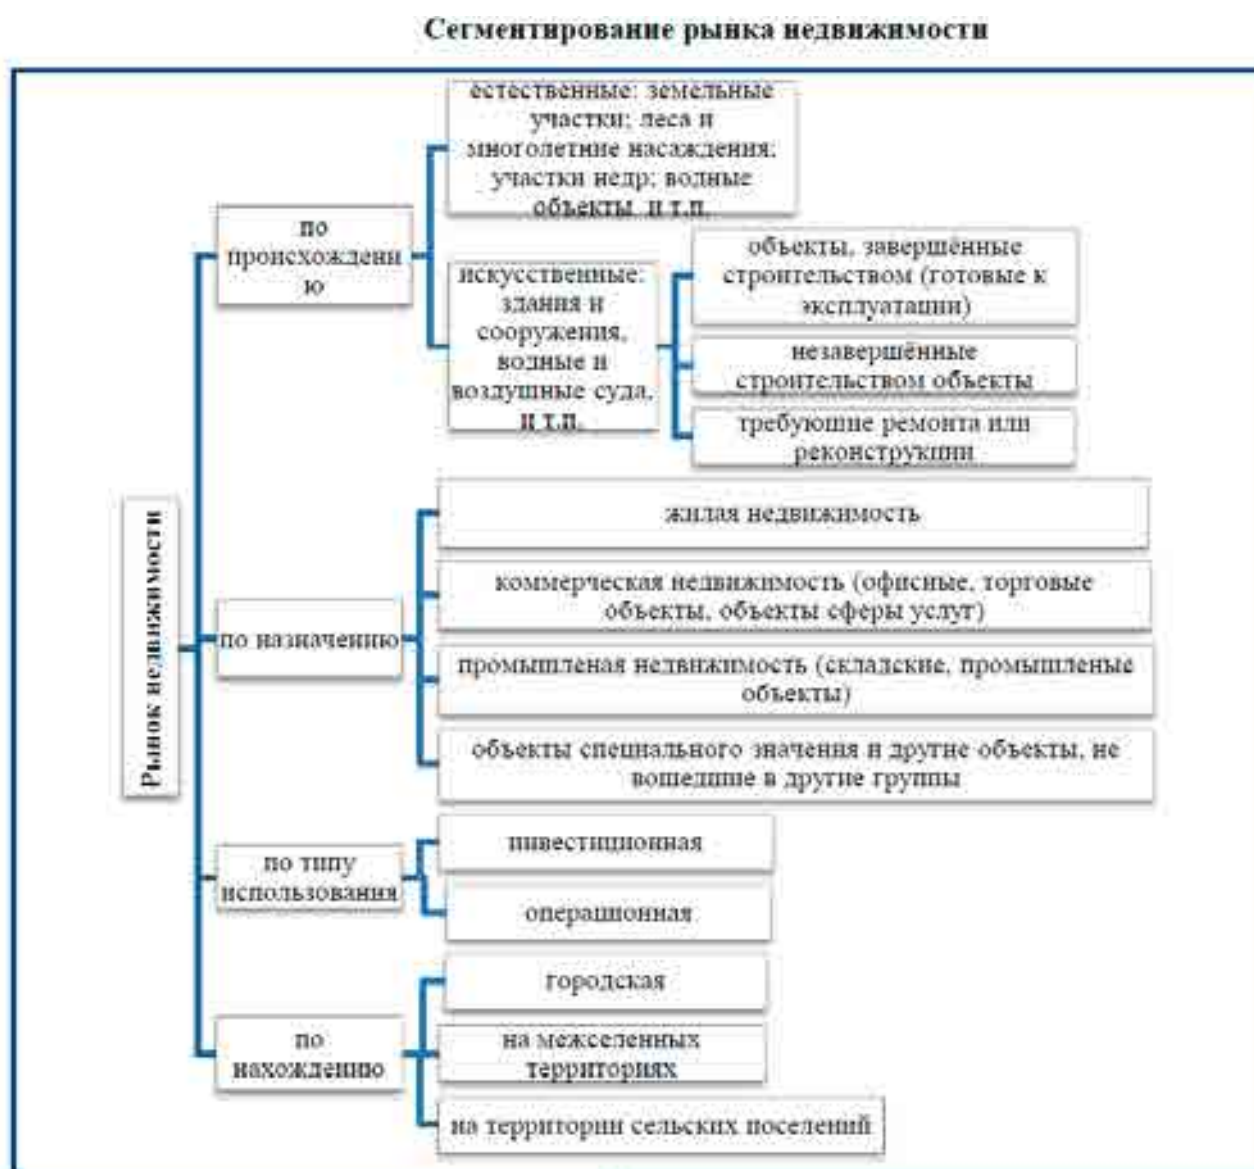 Сегментирование рынка недвижимости
естественные: земельные
участки; леса и
многолетние насаждения;
участки недр; водные
объекты и т.п.
по
происхождени
ю
искусственные:
здания и
сооружения,
водные и
воздушные суда,
и т.п.
объекты, завершённые
строительством (готовые к
эксплуатации)
незавершённые
строительством объекты
требующие ремонта или
реконструкции
Рынок недвижимости
по назначению
жилая недвижимость
коммерческая недвижимость (офисные, торговые
объекты, объекты сферы услуг)
промышленая недвижимость (складские, промышленые
объекты)
объекты специального значения и другие объекты, не
вошедшие в другие группы
по типу
использования
инвестиционная
операционная
по
нахождению
городская
на межселенных
территориях
на территории сельских поселений